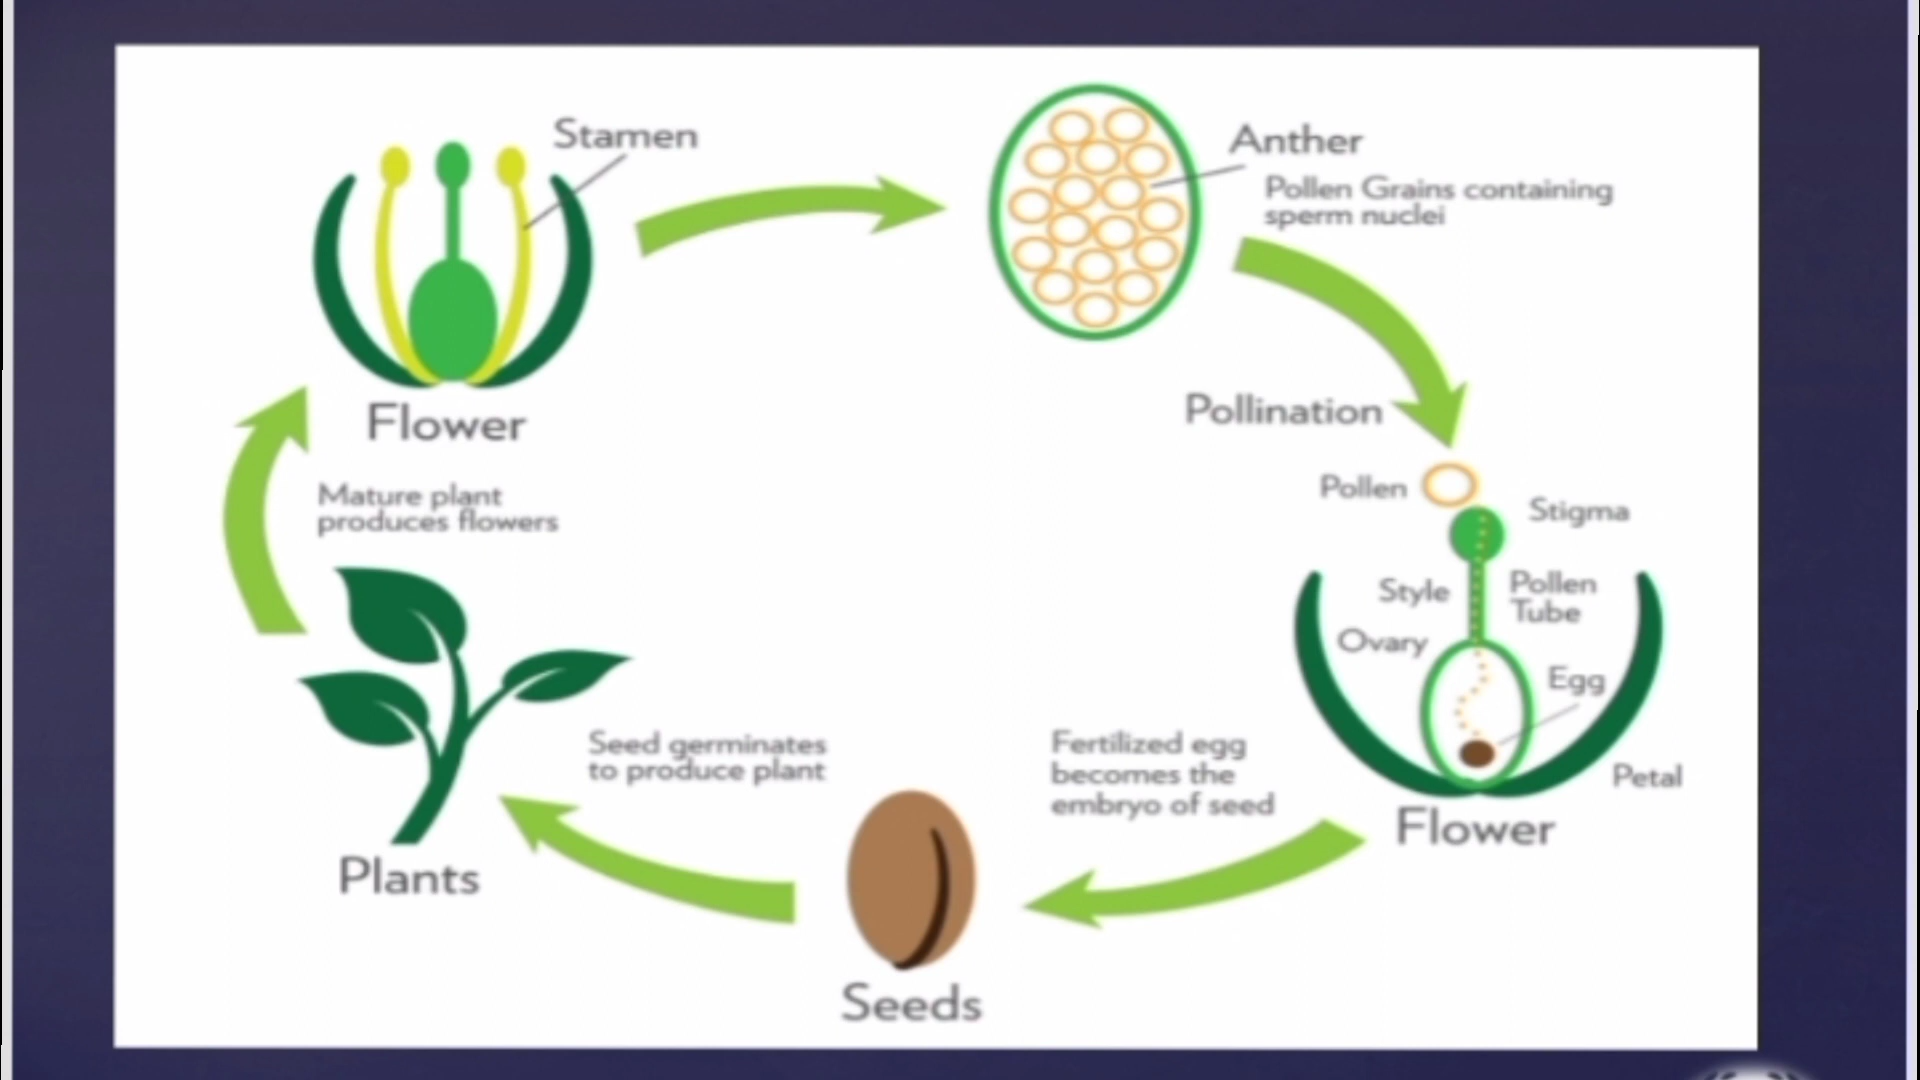 Stamen
Anther
Pollen Grains containing
sperm nuclei
Flower
Pollination
Mature plant
produces flowers
Pollen
Stigma
Style
Pollen
Tube
Ovary
Egg
Petal
Flower
Fertilized egg
becomes the
embryo of seed
Seed germinates
to produce plant
Plants
Seeds